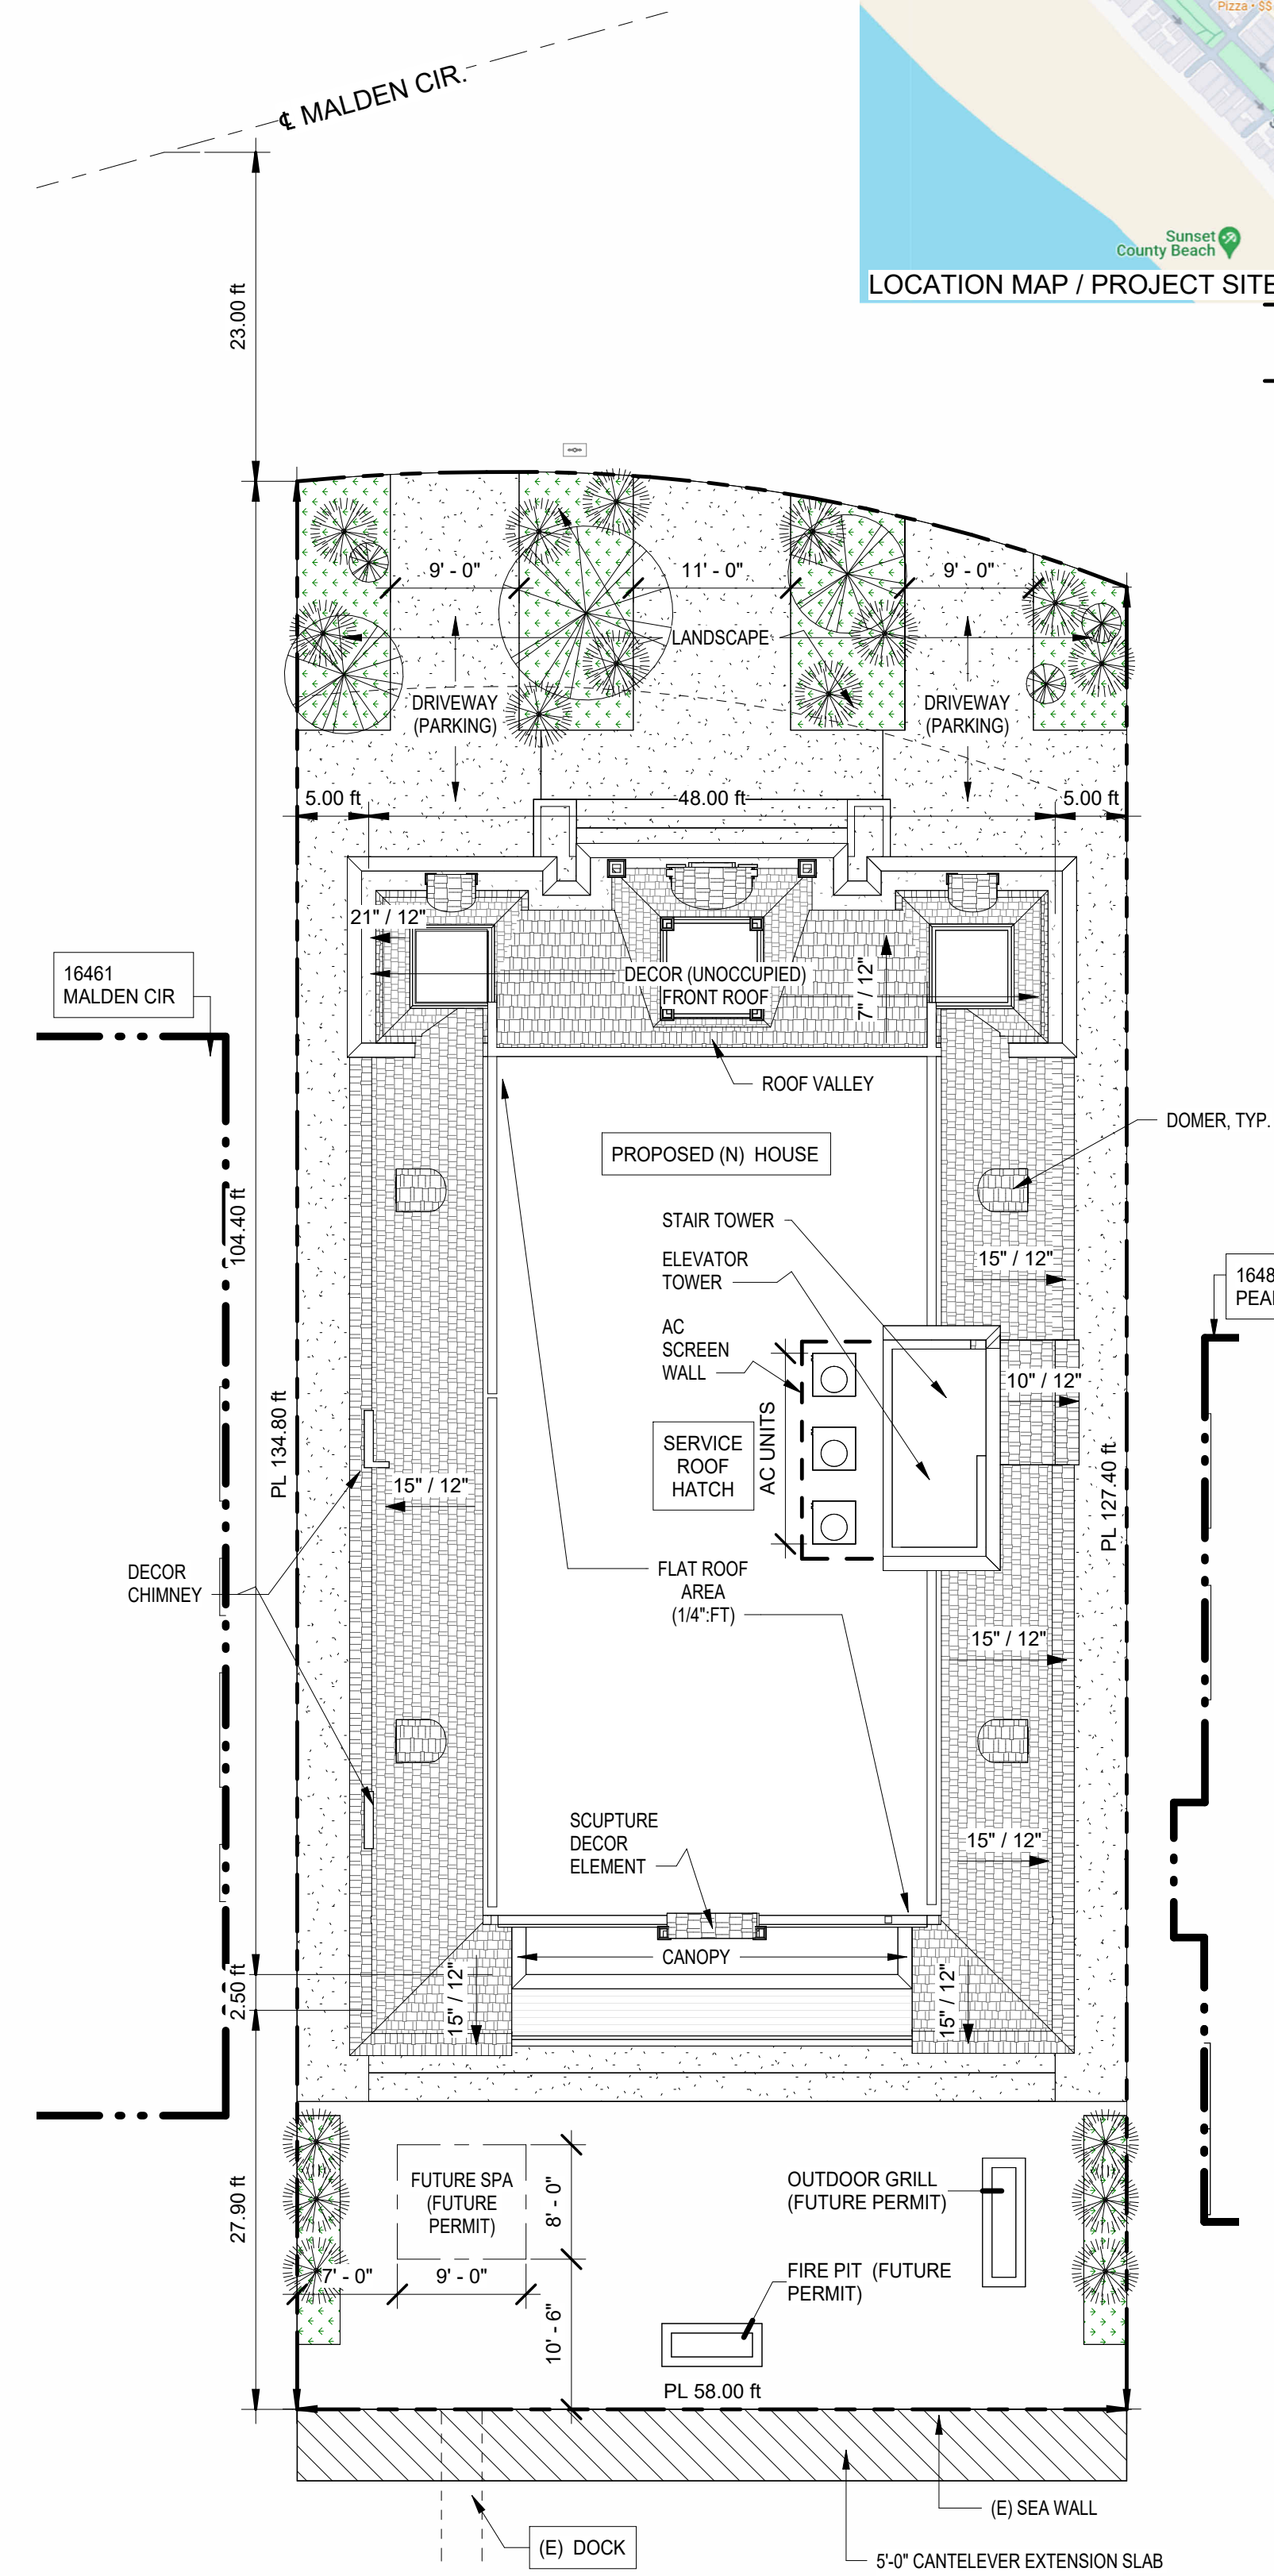 Pizza • $$
℄ MALDEN CIR.
Sunset
County Beach
LOCATION MAP / PROJECT SITE
23.00 ft
9' - 0"
11' - 0"
9' - 0"
LANDSCAPE
DRIVEWAY
(PARKING)
DRIVEWAY
(PARKING)
5.00 ft
48.00 ft
5.00 ft
21" / 12"
16461
MALDEN CIR
DECOR (UNOCCUPIED)
FRONT ROOF
7" / 12"
ROOF VALLEY
DOMER, TYP.
PROPOSED (N) HOUSE
104.40 ft
STAIR TOWER
ELEVATOR
TOWER
15" / 12"
AC
SCREEN
WALL
10" / 12"
PL 134.80 ft
SERVICE
ROOF
HATCH
AC UNITS
15" / 12"
PL 127.40 ft
DECOR
CHIMNEY
FLAT ROOF
AREA
(1/4":FT)
15" / 12"
SCUPTURE
DECOR
ELEMENT
15" / 12"
CANOPY
2.50 ft
15" / 12"
15" / 12"
27.90 ft
FUTURE SPA
(FUTURE
PERMIT)
8' - 0"
OUTDOOR GRILL
(FUTURE PERMIT)
7' - 0"
9' - 0"
10' - 6"
FIRE PIT (FUTURE
PERMIT)
PL 58.00 ft
(E) SEA WALL
(E) DOCK
5'-0" CANTELEVER EXTENSION SLAB